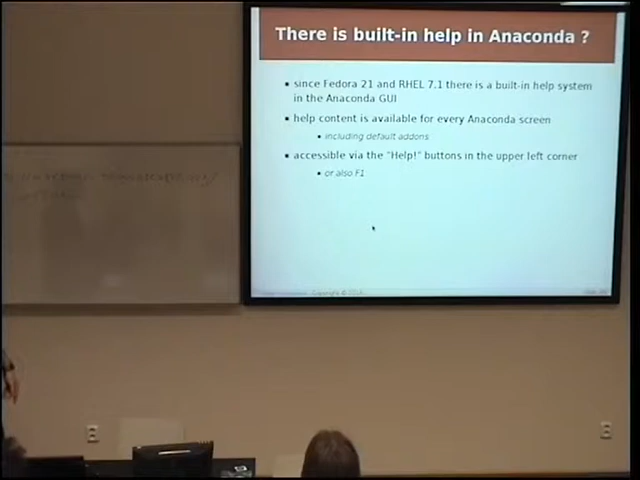 There is built-in help in Anaconda ?
since Fedora 21 and RHEL 7.1 there is a built-in help system
in the Anaconda GUI
help content is available for every Anaconda screen
including default addons
accessible via the "Help!" buttons in the upper left corner
or also F1
Copyright ©